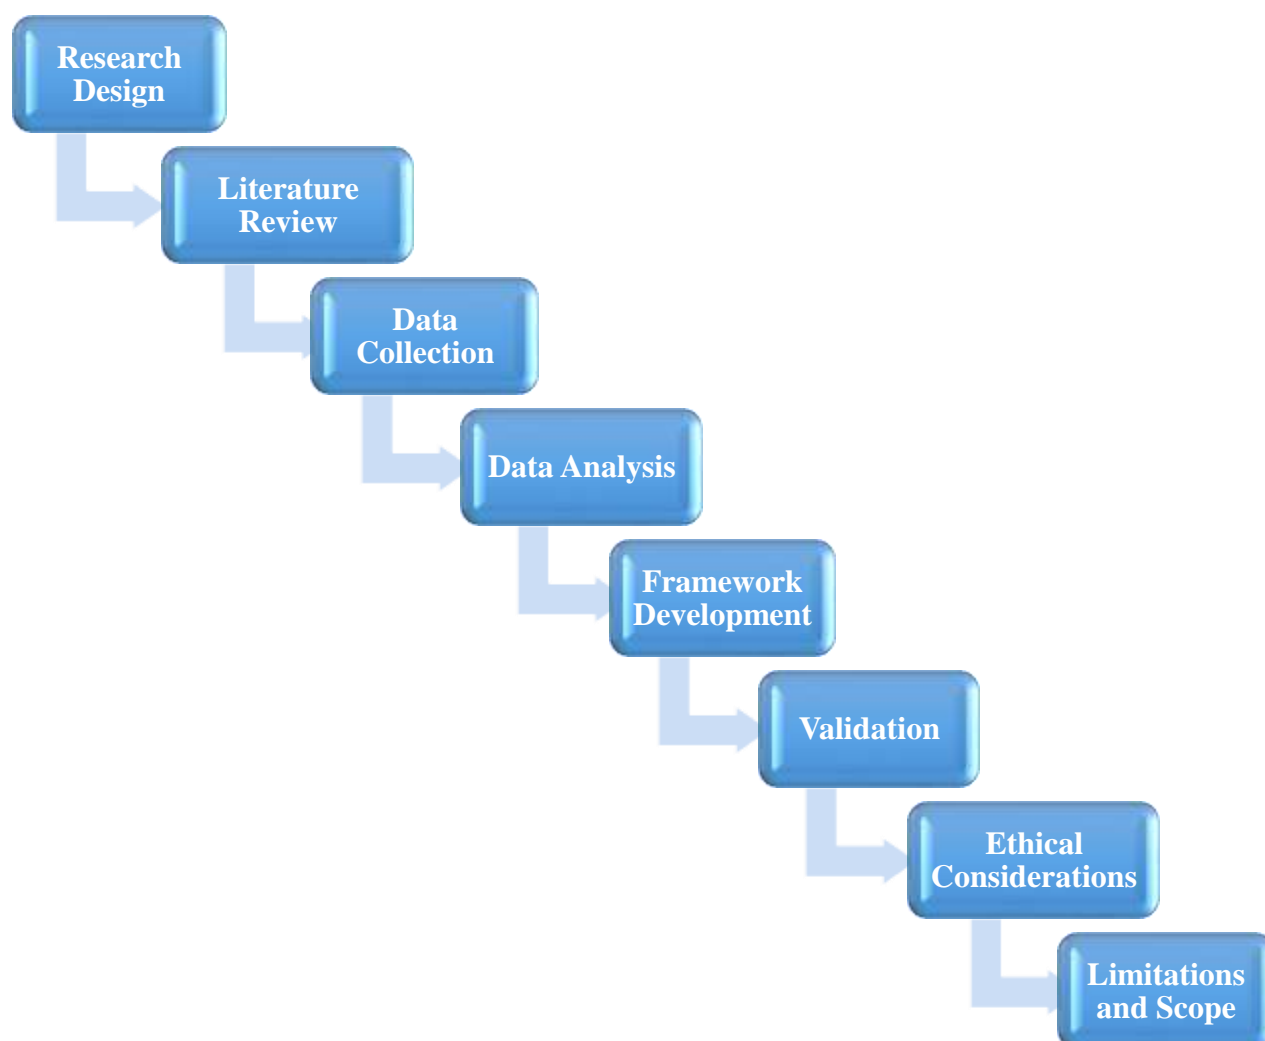 Research
Design
Literature
Review
Data
Collection
Data Analysis
Framework
Development
Validation
Ethical
Considerations
Limitations
and Scope